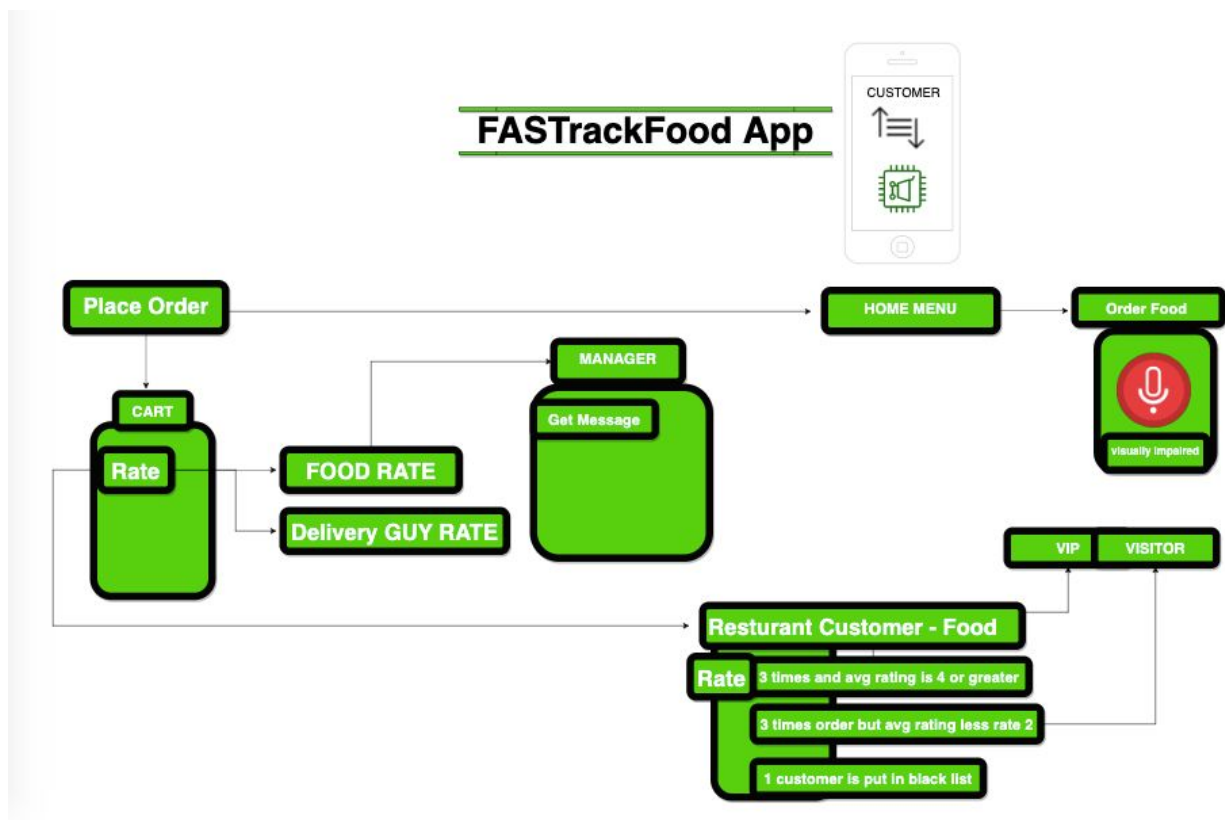 CUSTOMER
FASTrackFood App
Place Order
HOME MENU
Order Food
MANAGER
CART
Get Message
visually impaired
Rate
FOOD RATE
Delivery GUY RATE
VIP
VISITOR
Resturant Customer - Food
Rate
3 times and avg rating is 4 or greater
3 times order but avg rating less rate 2
1 customer is put in black list